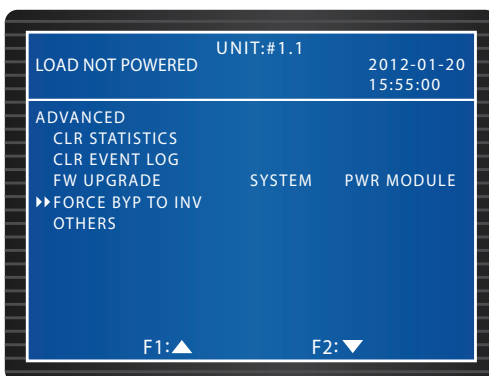 UNIT:#1.1
LOAD NOT POWERED 2012-01-20
15:55:00
ADVANCED
CLR STATISTICS
CLR EVENT LOG
FW UPGRADE SYSTEM PWR MODULE
FORCE BYP TO INV
OTHERS
F1: F2: